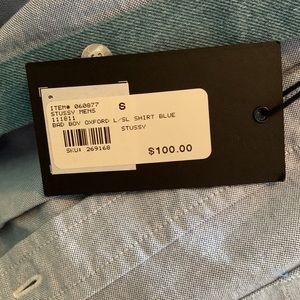 ITEM# 060877 S
STUSSY MENS
111811
BAD BOY OXFORD L/SL SHIRT BLUE
STUSSY
SKU: 269168
$100.00